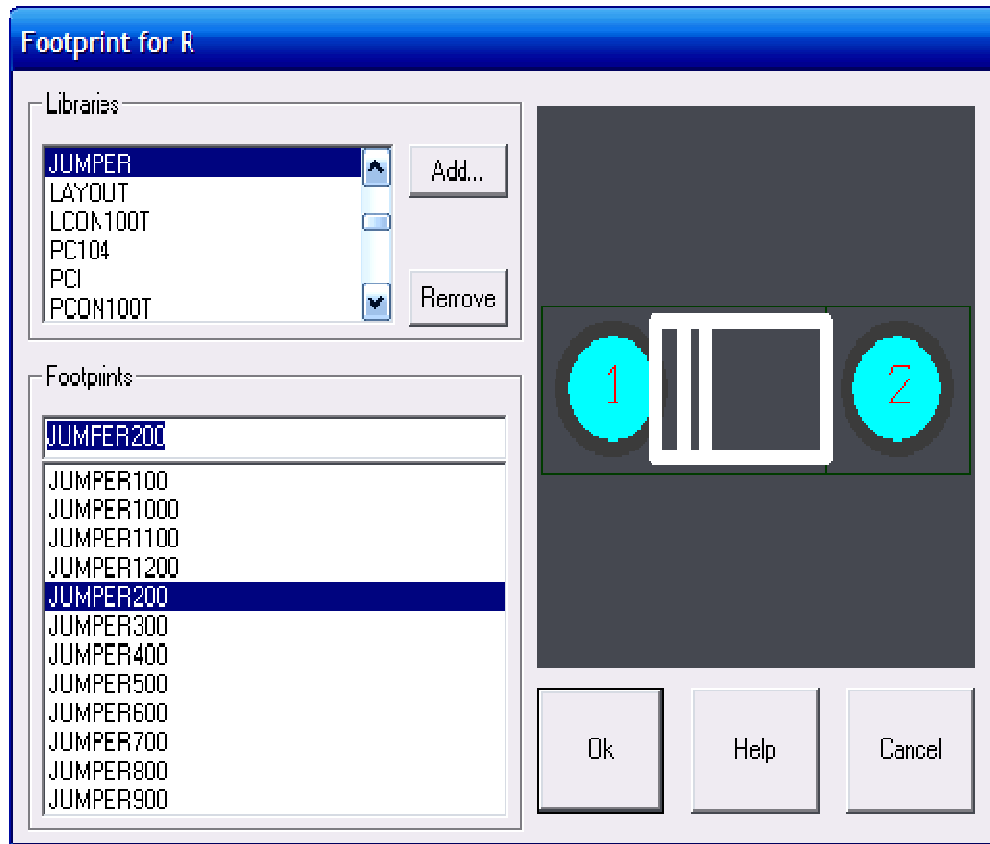 Footprint for R
Libraries
JUMPER
LAYOUT
LCON100T
PC104
PCI
PCON100T
Add...
Remove
Footprints
JUMPER200
JUMPER100
JUMPER1000
JUMPER1100
JUMPER1200
JUMPER200
JUMPER300
JUMPER400
JUMPER500
JUMPER600
JUMPER700
JUMPER800
JUMPER900
1
2
Ok
Help
Cancel